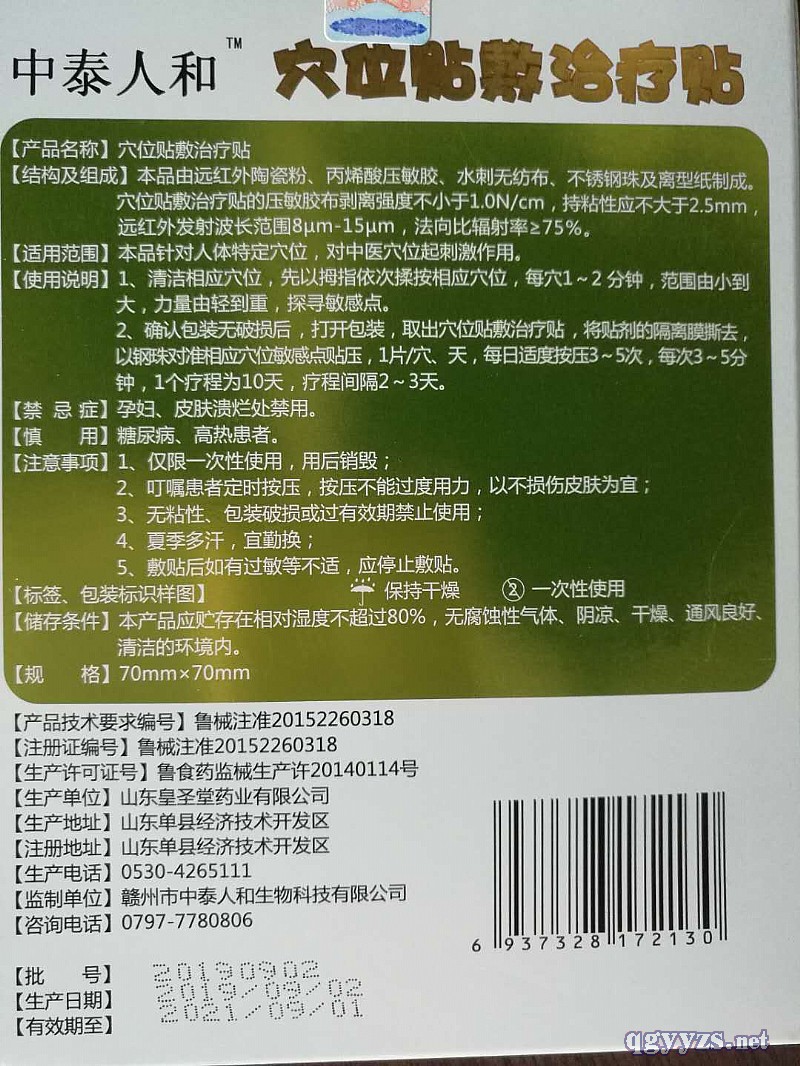 中泰人和™ 穴位贴敷治疗贴
【产品名称】穴位贴敷治疗贴
【结构及组成】本品由远红外陶瓷粉、丙烯酸压敏胶、水刺无纺布、不锈钢珠及离型纸制成。
穴位贴敷治疗贴的压敏胶布剥离强度不小于1.0N/cm，持粘性应不大于2.5mm，
远红外发射波长范围8μm-15μm，法向比辐射率≥75%。
【适用范围】本品针对人体特定穴位，对中医穴位起刺激作用。
【使用说明】1、清洁相应穴位，先以拇指依次揉按相应穴位，每穴1～2分钟，范围由小到
大，力量由轻到重，探寻敏感点。
2、确认包装无破损后，打开包装，取出穴位贴敷治疗贴，将贴剂的隔离膜撕去，
以钢珠对准相应穴位敏感点贴压，1片/穴、天，每日适度按压3～5次，每次3～5分
钟，1个疗程为10天，疗程间隔2～3天。
【禁 忌 症】孕妇、皮肤溃烂处禁用。
【慎 用】糖尿病、高热患者。
【注意事项】1、仅限一次性使用，用后销毁；
2、叮嘱患者定时按压，按压不能过度用力，以不损伤皮肤为宜；
3、无粘性、包装破损或过有效期禁止使用；
4、夏季多汗，宜勤换；
5、敷贴后如有过敏等不适，应停止敷贴。
【标签、包装标识样图】 保持干燥 2 一次性使用
【储存条件】本产品应贮存在相对湿度不超过80%，无腐蚀性气体、阴凉、干燥、通风良好、
清洁的环境内。
【规 格】70mm×70mm
【产品技术要求编号】鲁械注准20152260318
【注册证编号】鲁械注准20152260318
【生产许可证号】鲁食药监械生产许20140114号
【生产单位】山东皇圣堂药业有限公司
【生产地址】山东单县经济技术开发区
【注册地址】山东单县经济技术开发区
【生产电话】0530-4265111
【监制单位】赣州市中泰人和生物科技有限公司
【咨询电话】0797-7780806
6 937328 172130
【批 号】20190902
【生产日期】2019/09/02
【有效期至】2021/09/01
qgyyzs.net